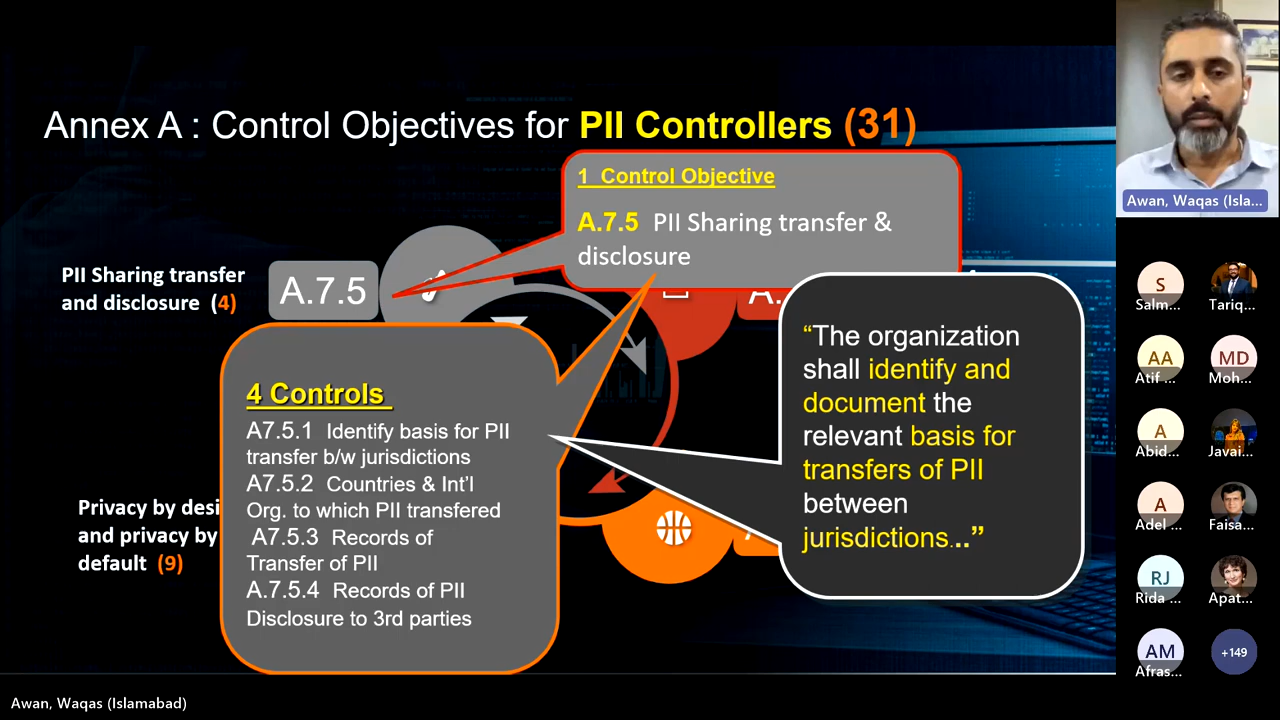 Annex A : Control Objectives for PII Controllers (31)
1 Control Objective
A.7.5 PII Sharing transfer &
disclosure
PII Sharing transfer
and disclosure (4)
A.7.5
4 Controls
A7.5.1 Identify basis for PII
transfer b/w jurisdictions
A7.5.2 Countries & Int'l
Org. to which PII transferred
A7.5.3 Records of
Transfer of PII
A.7.5.4 Records of PII
Disclosure to 3rd parties
“The organization
shall identify and
document the
relevant basis for
transfers of PII
between
jurisdictions...”
Privacy by desi
and privacy by
default (9)
Awan, Waqas (Isla...
S
Salm...
Tariq...
AA
Atif ...
MD
Moh...
A
Abid...
Javai...
A
Adel ...
Faisa...
RJ
Rida ...
Apat...
AM
Afras...
+149
Awan, Waqas (Islamabad)